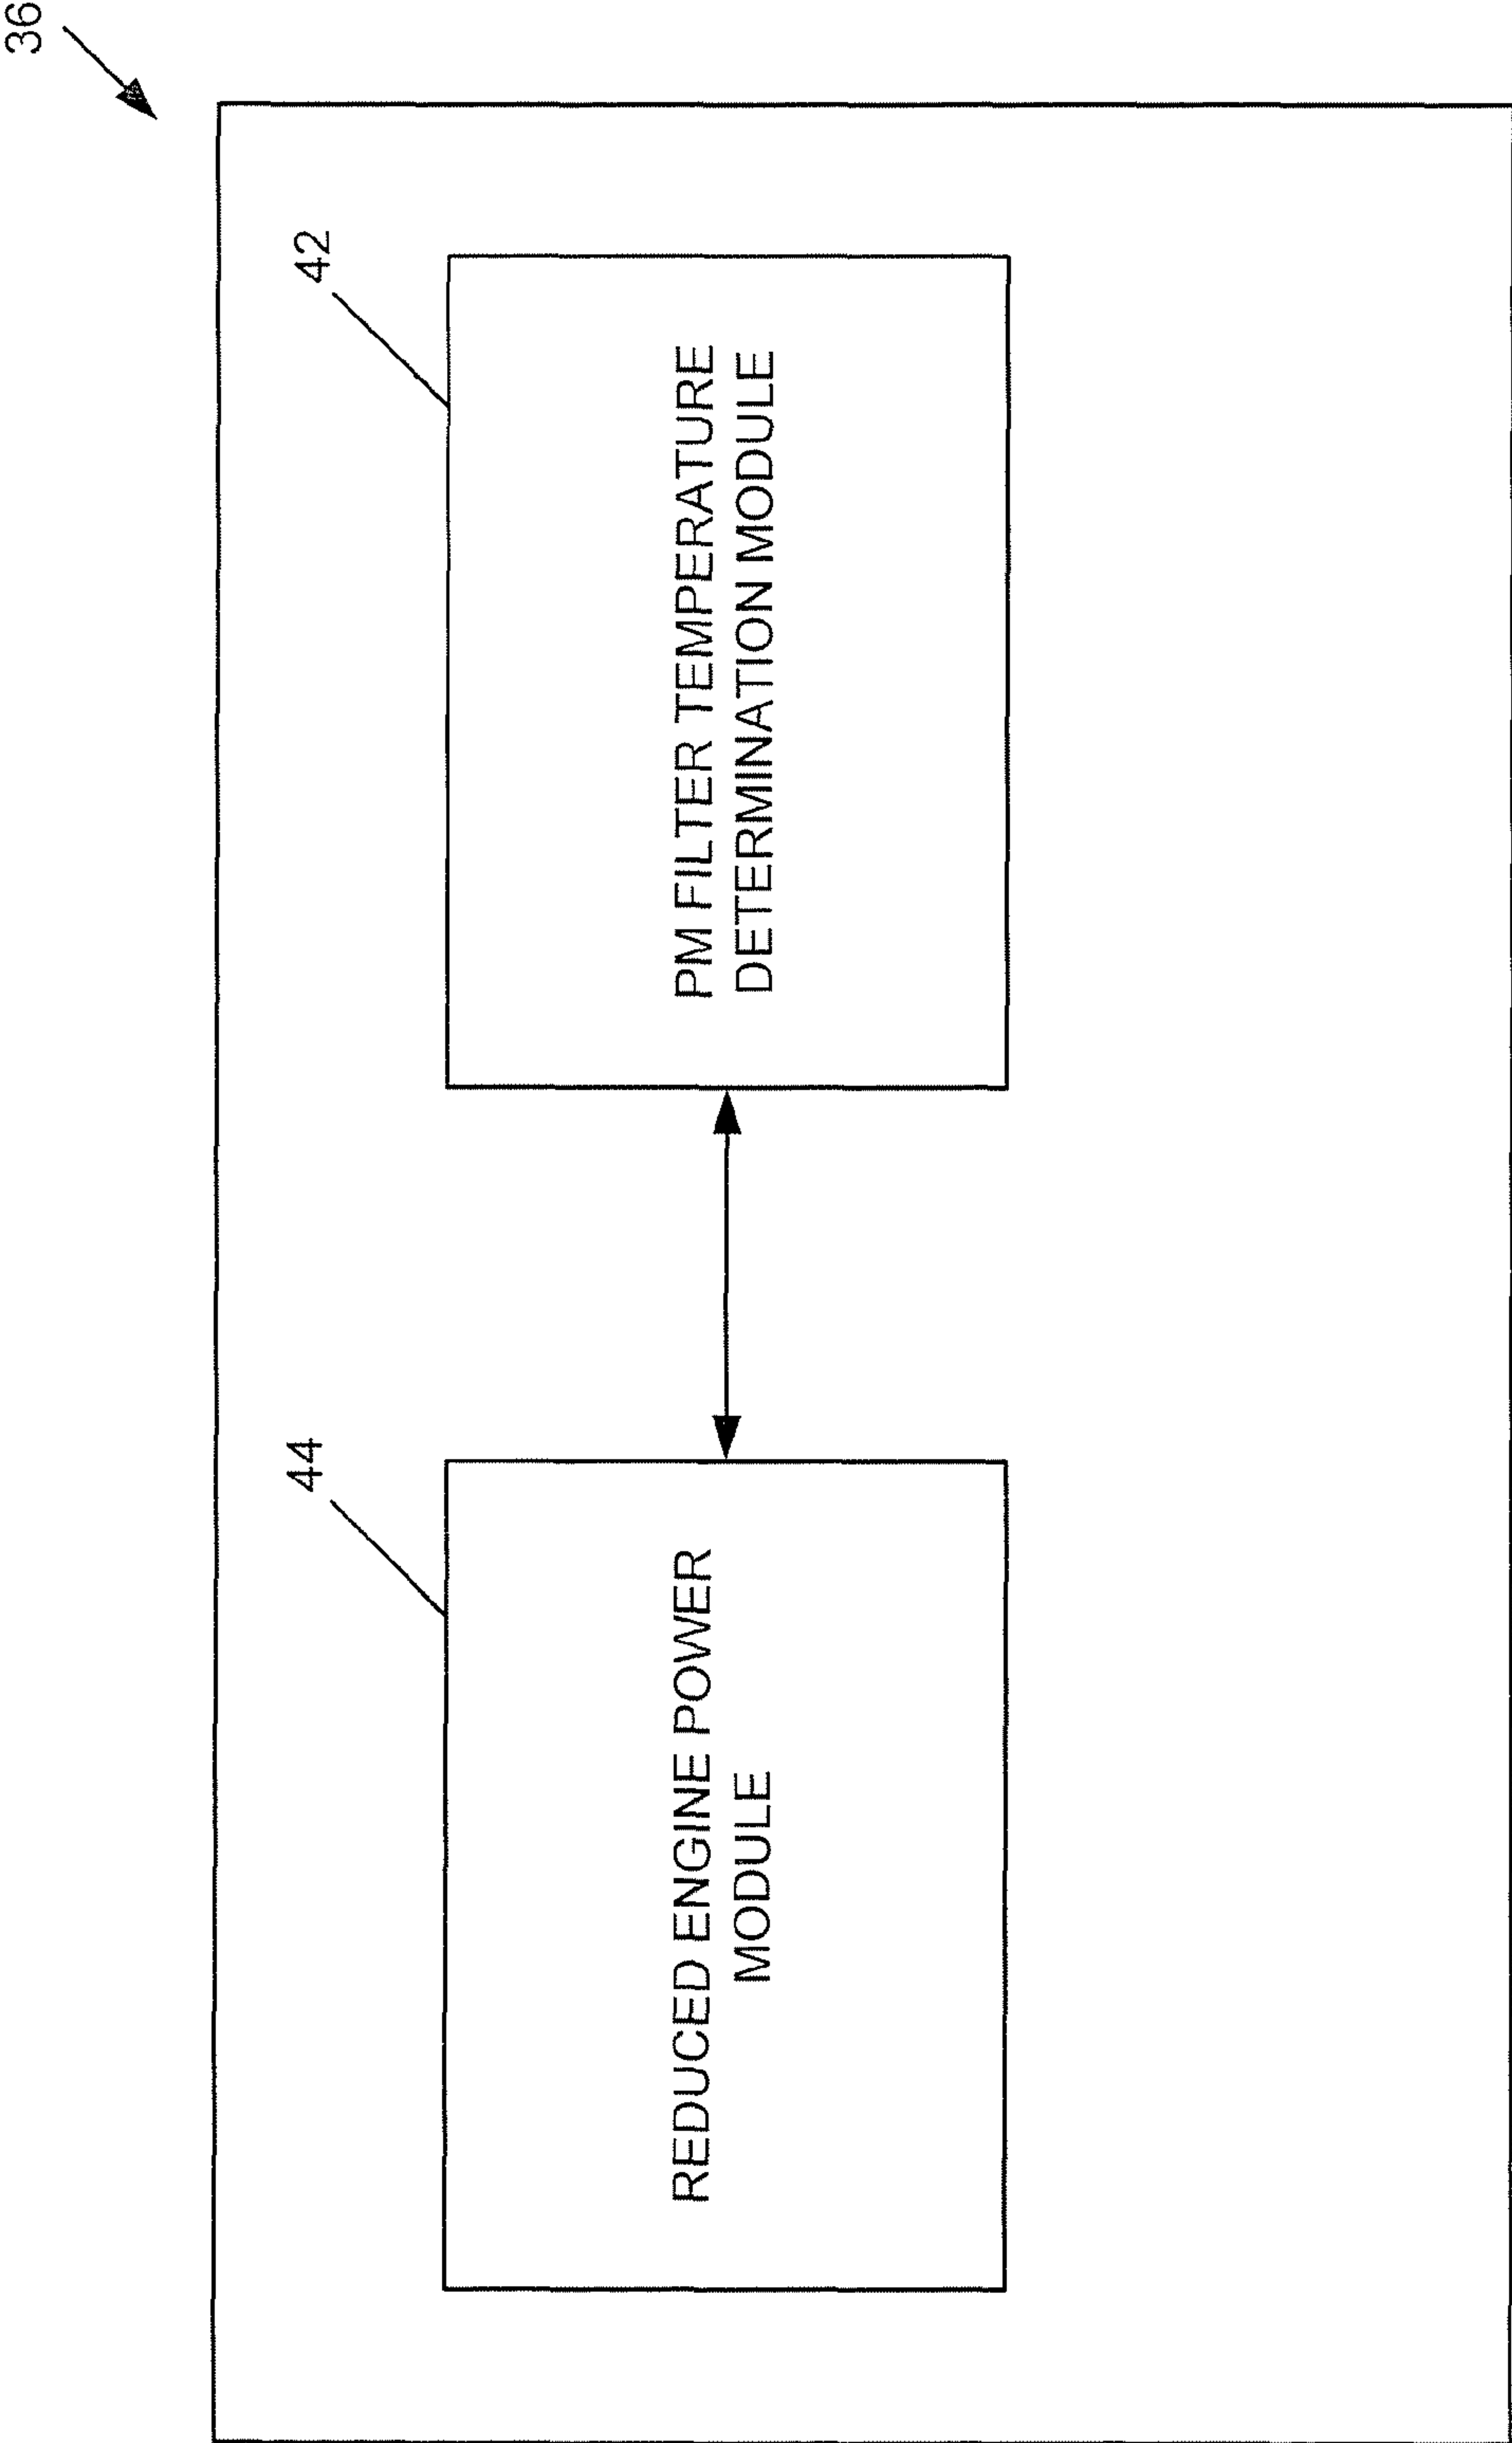 36
44
REDUCED ENGINE POWER
MODULE
42
PM FILTER TEMPERATURE
DETERMINATION MODULE